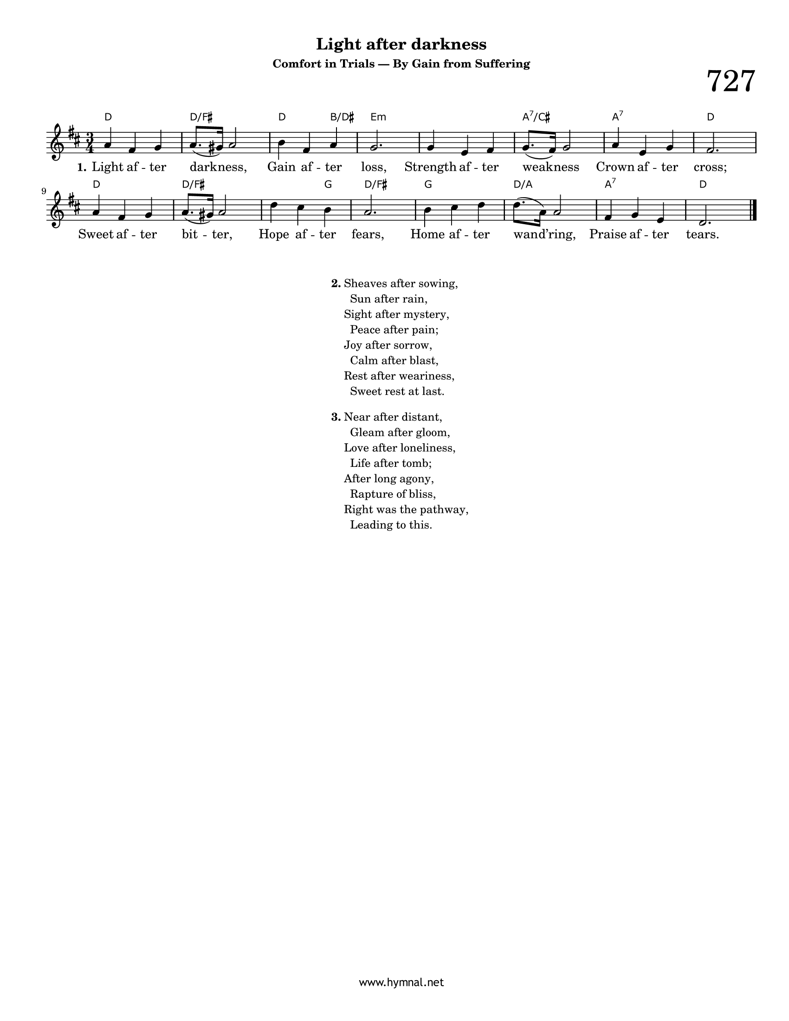 Light after darkness
Comfort in Trials — By Gain from Suffering
727
D D/F♯ D B/D♯ Em A7/C♯ A7 D
1. Light af - ter darkness, Gain af - ter loss, Strength af - ter weakness Crown af - ter cross;
9 D D/F♯ G D/F♯ G D/A A7 D
Sweet af - ter bit - ter, Hope af - ter fears, Home af - ter wand'ring, Praise af - ter tears.
2. Sheaves after sowing,
Sun after rain,
Sight after mystery,
Peace after pain;
Joy after sorrow,
Calm after blast,
Rest after weariness,
Sweet rest at last.
3. Near after distant,
Gleam after gloom,
Love after loneliness,
Life after tomb;
After long agony,
Rapture of bliss,
Right was the pathway,
Leading to this.
www.hymnal.net